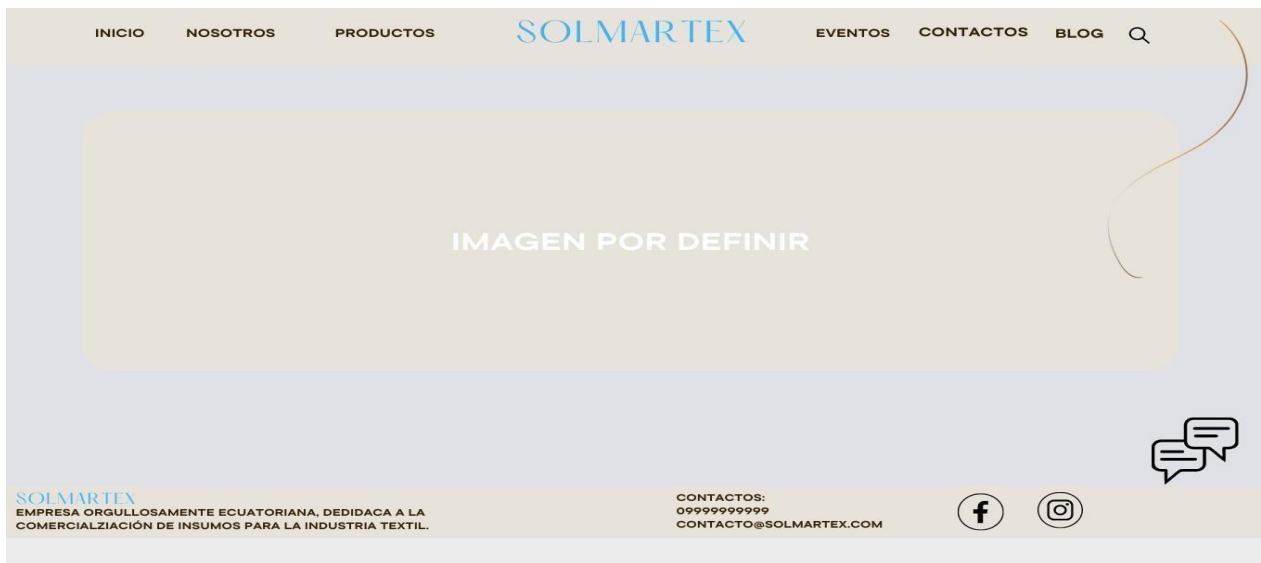 INICIO
NOSOTROS
PRODUCTOS
SOLMARTEX
EVENTOS
CONTACTOS
BLOG
IMAGEN POR DEFINIR
SOLMARTEX
EMPRESA ORGULLOSAMENTE ECUATORIANA, DEDIDACA A LA
COMERCIALZIACIÓN DE INSUMOS PARA LA INDUSTRIA TEXTIL.
CONTACTOS:
09999999999
CONTACTO@SOLMARTEX.COM